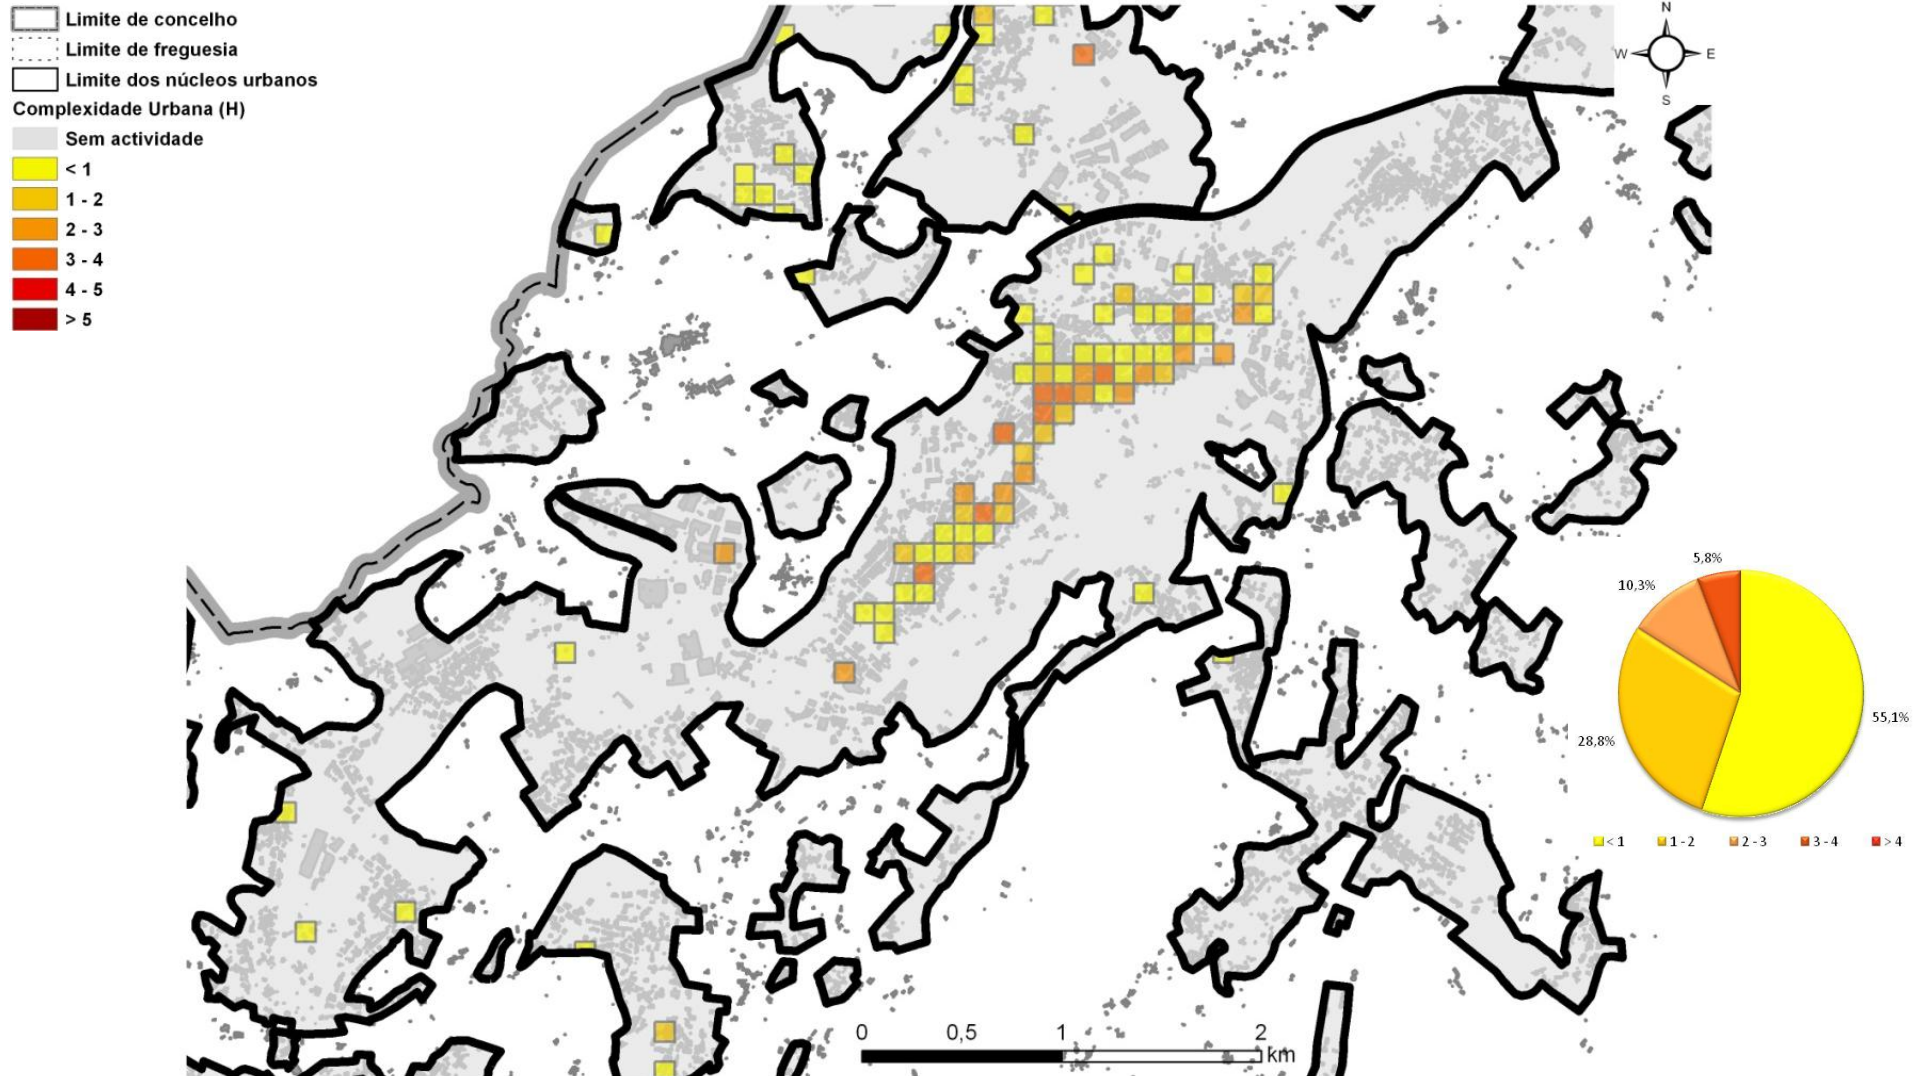 Limite de concelho
Limite de freguesia
Limite dos núcleos urbanos
Complexidade Urbana (H)
Sem actividade
< 1
1 - 2
2 - 3
3 - 4
4 - 5
> 5
N
W E
S
5,8%
10,3%
55,1%
28,8%
< 1 1 - 2 2 - 3 3 - 4 > 4
0 0,5 1 2
km